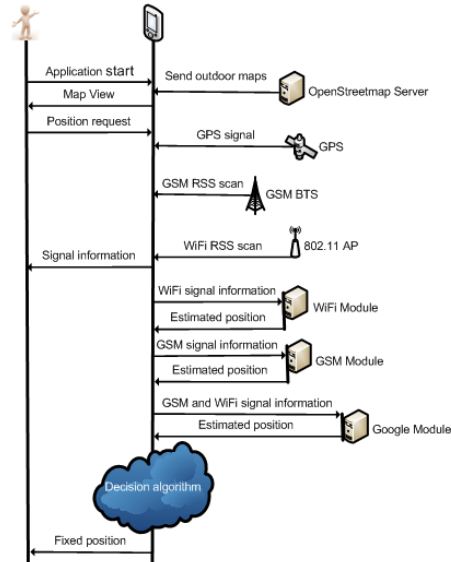 Application start
Send outdoor maps
OpenStreetmap Server
Map View
Position request
GPS signal
GPS
GSM RSS scan
GSM BTS
WiFi RSS scan
802.11 AP
Signal information
WiFi signal information
WiFi Module
Estimated position
GSM signal information
GSM Module
Estimated position
GSM and WiFi signal information
Estimated position
Google Module
Decision algorithm
Fixed position